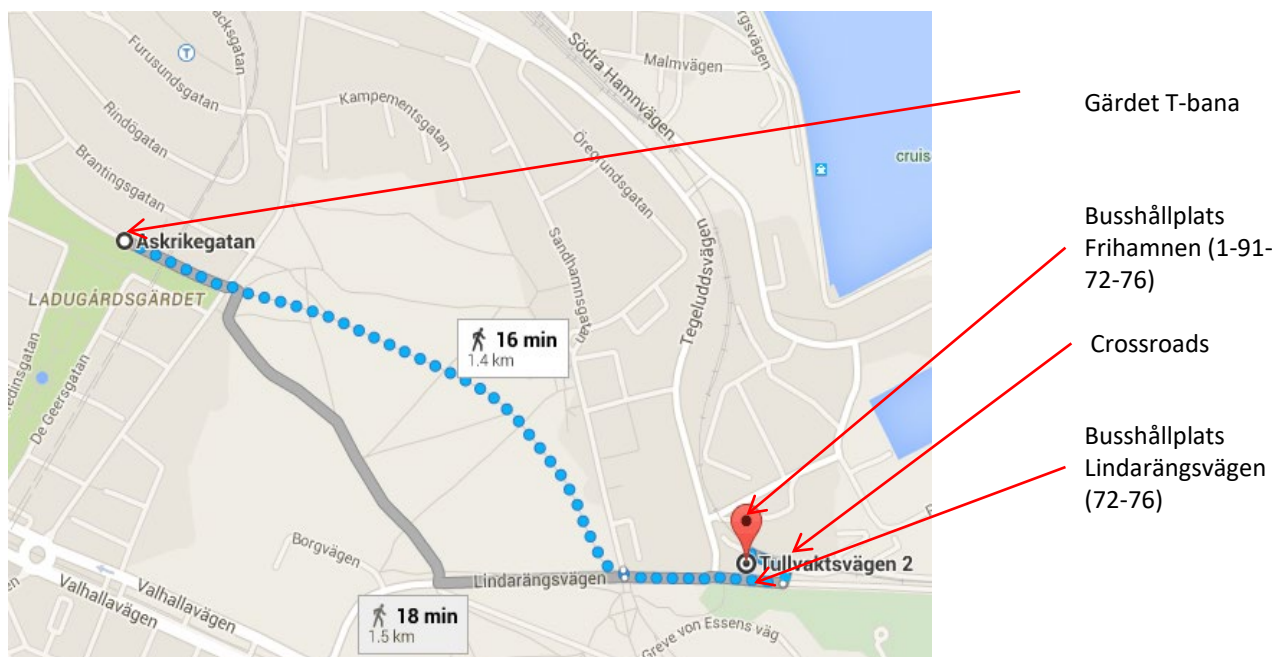 Furusundsgatan
Rindögatan
Brantingsgatan
Kampementsgatan
Malmvägen
Södra Hamnvägen
Öregrundsgatan
Sandhamnsgatan
Tegeluddsvägen
cruis
T
Askrikegatan
LADUGÅRDSGÄRDET
De Geersgatan
16 min
1.4 km
Borgvägen
Lindarängsvägen
Tullvaktsvägen 2
Valhallavägen
Valhallavägen
18 min
1.5 km
Greve von Essens väg
Gärdet T-bana
Busshållplats
Frihamnen (1-91-
72-76)
Crossroads
Busshållplats
Lindarängsvägen
(72-76)